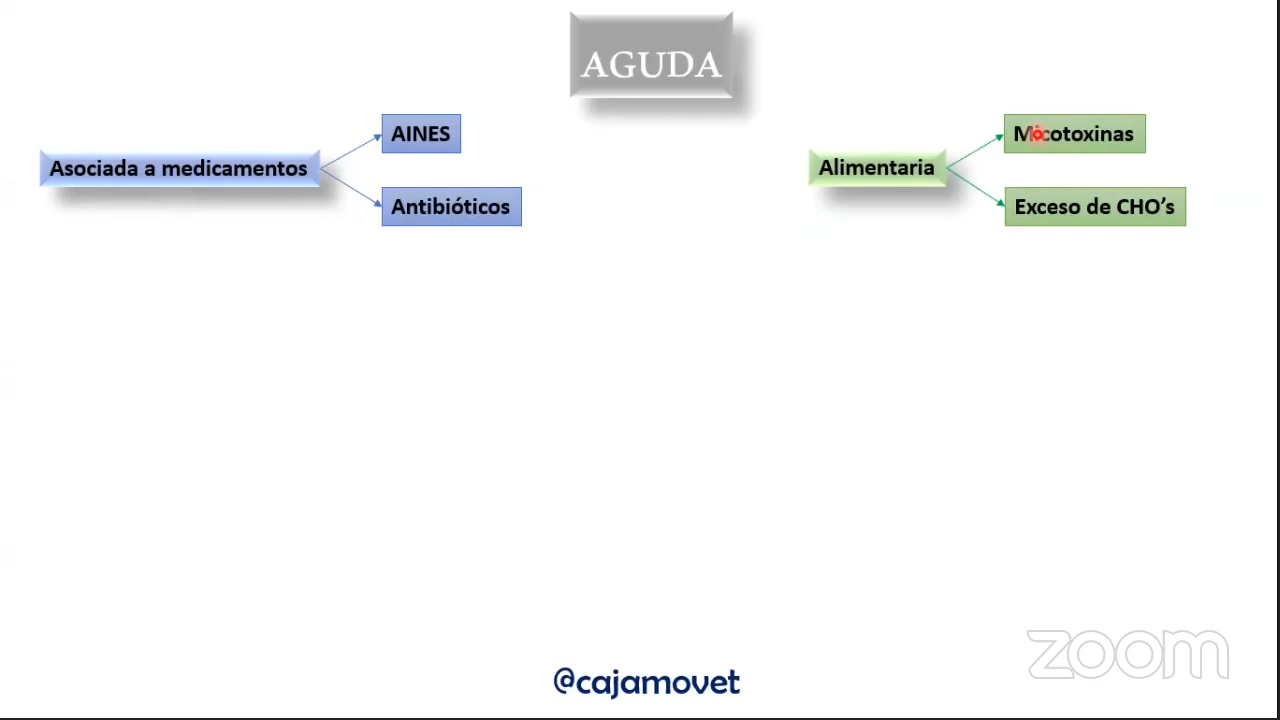 AGUDA
Asociada a medicamentos
AINES
Antibióticos
Alimentaria
Micotoxinas
Exceso de CHO’s
@cajamovet
zoom